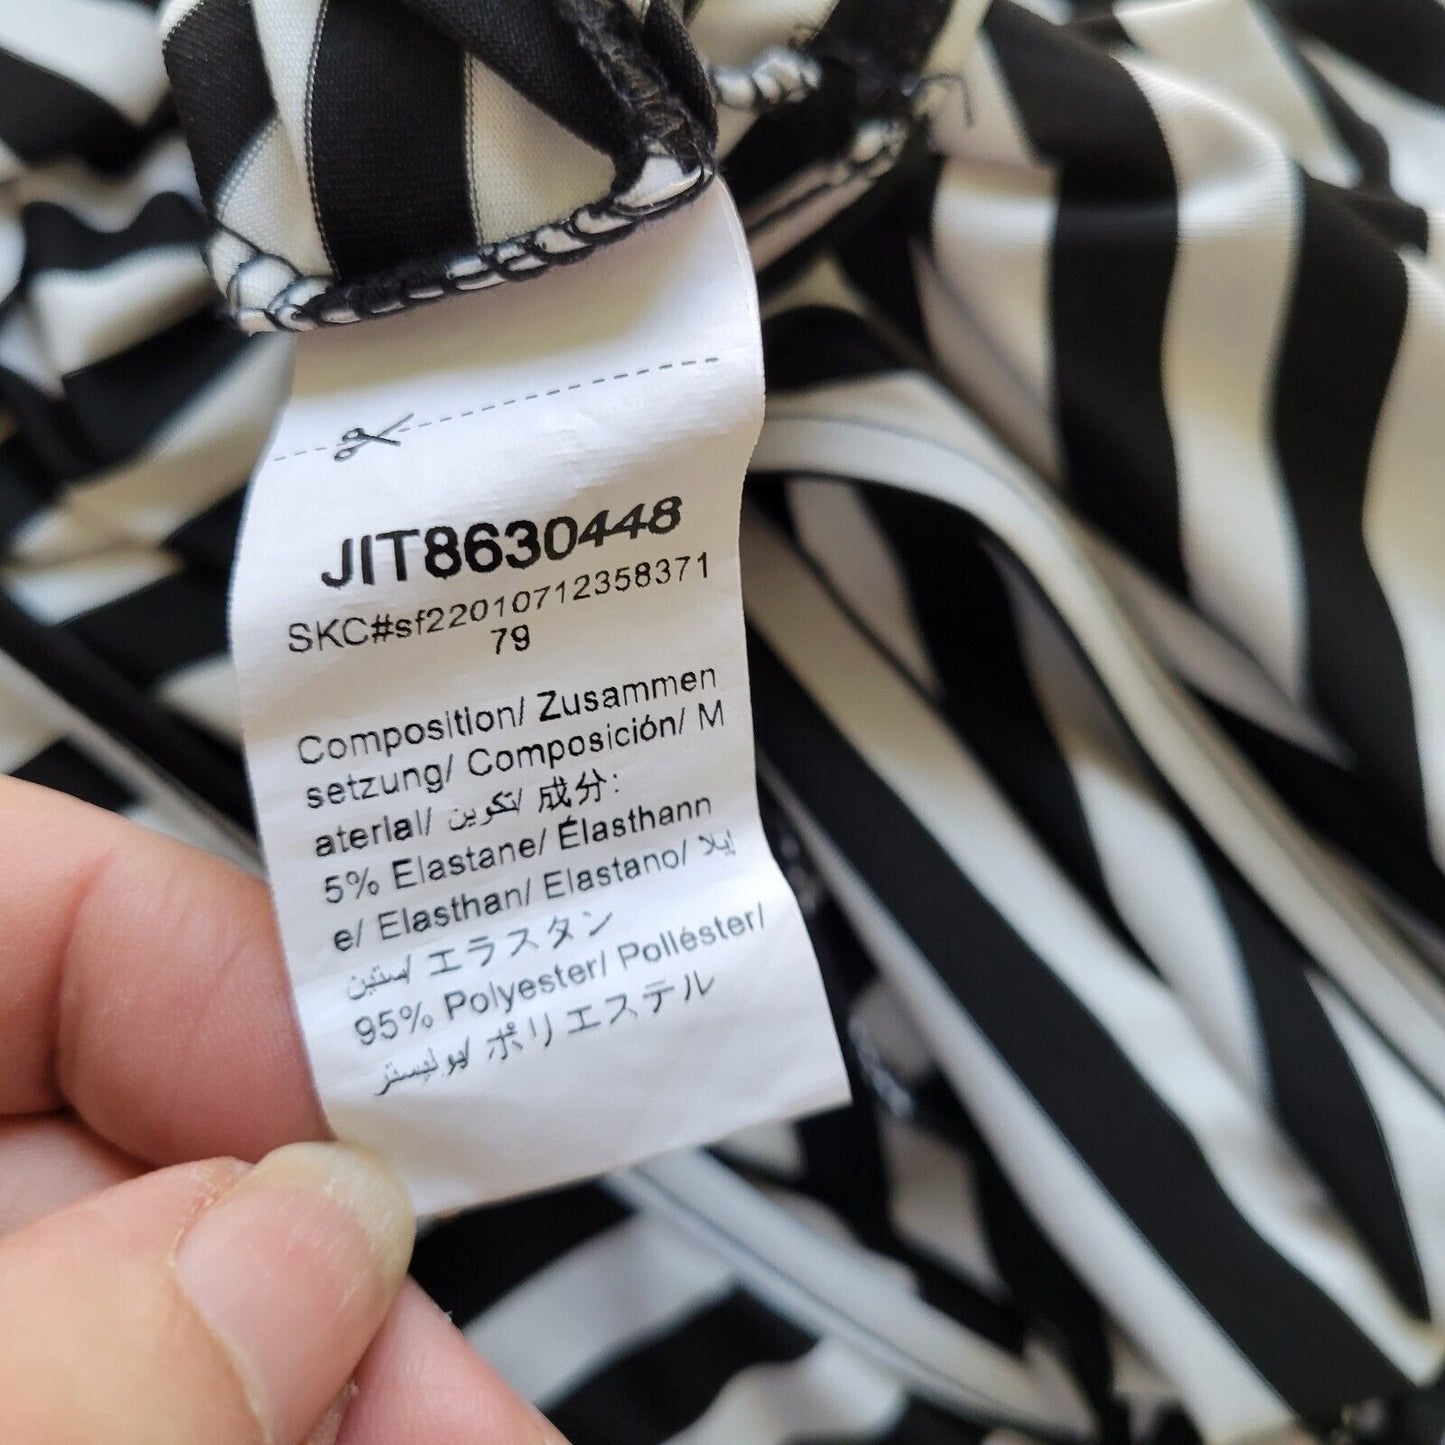 JIT8630448
SKC#sf22010712358371
79
Composition/ Zusammen
setzung/ Composición/ M
aterial/ تكوين/ 成分:
5% Elastane/ Élasthann
e/ Elasthan/ Elastano/ إيلا
ستين/ エラスタン
95% Polyester/ Poliéster/
بوليستر/ ポリエステル